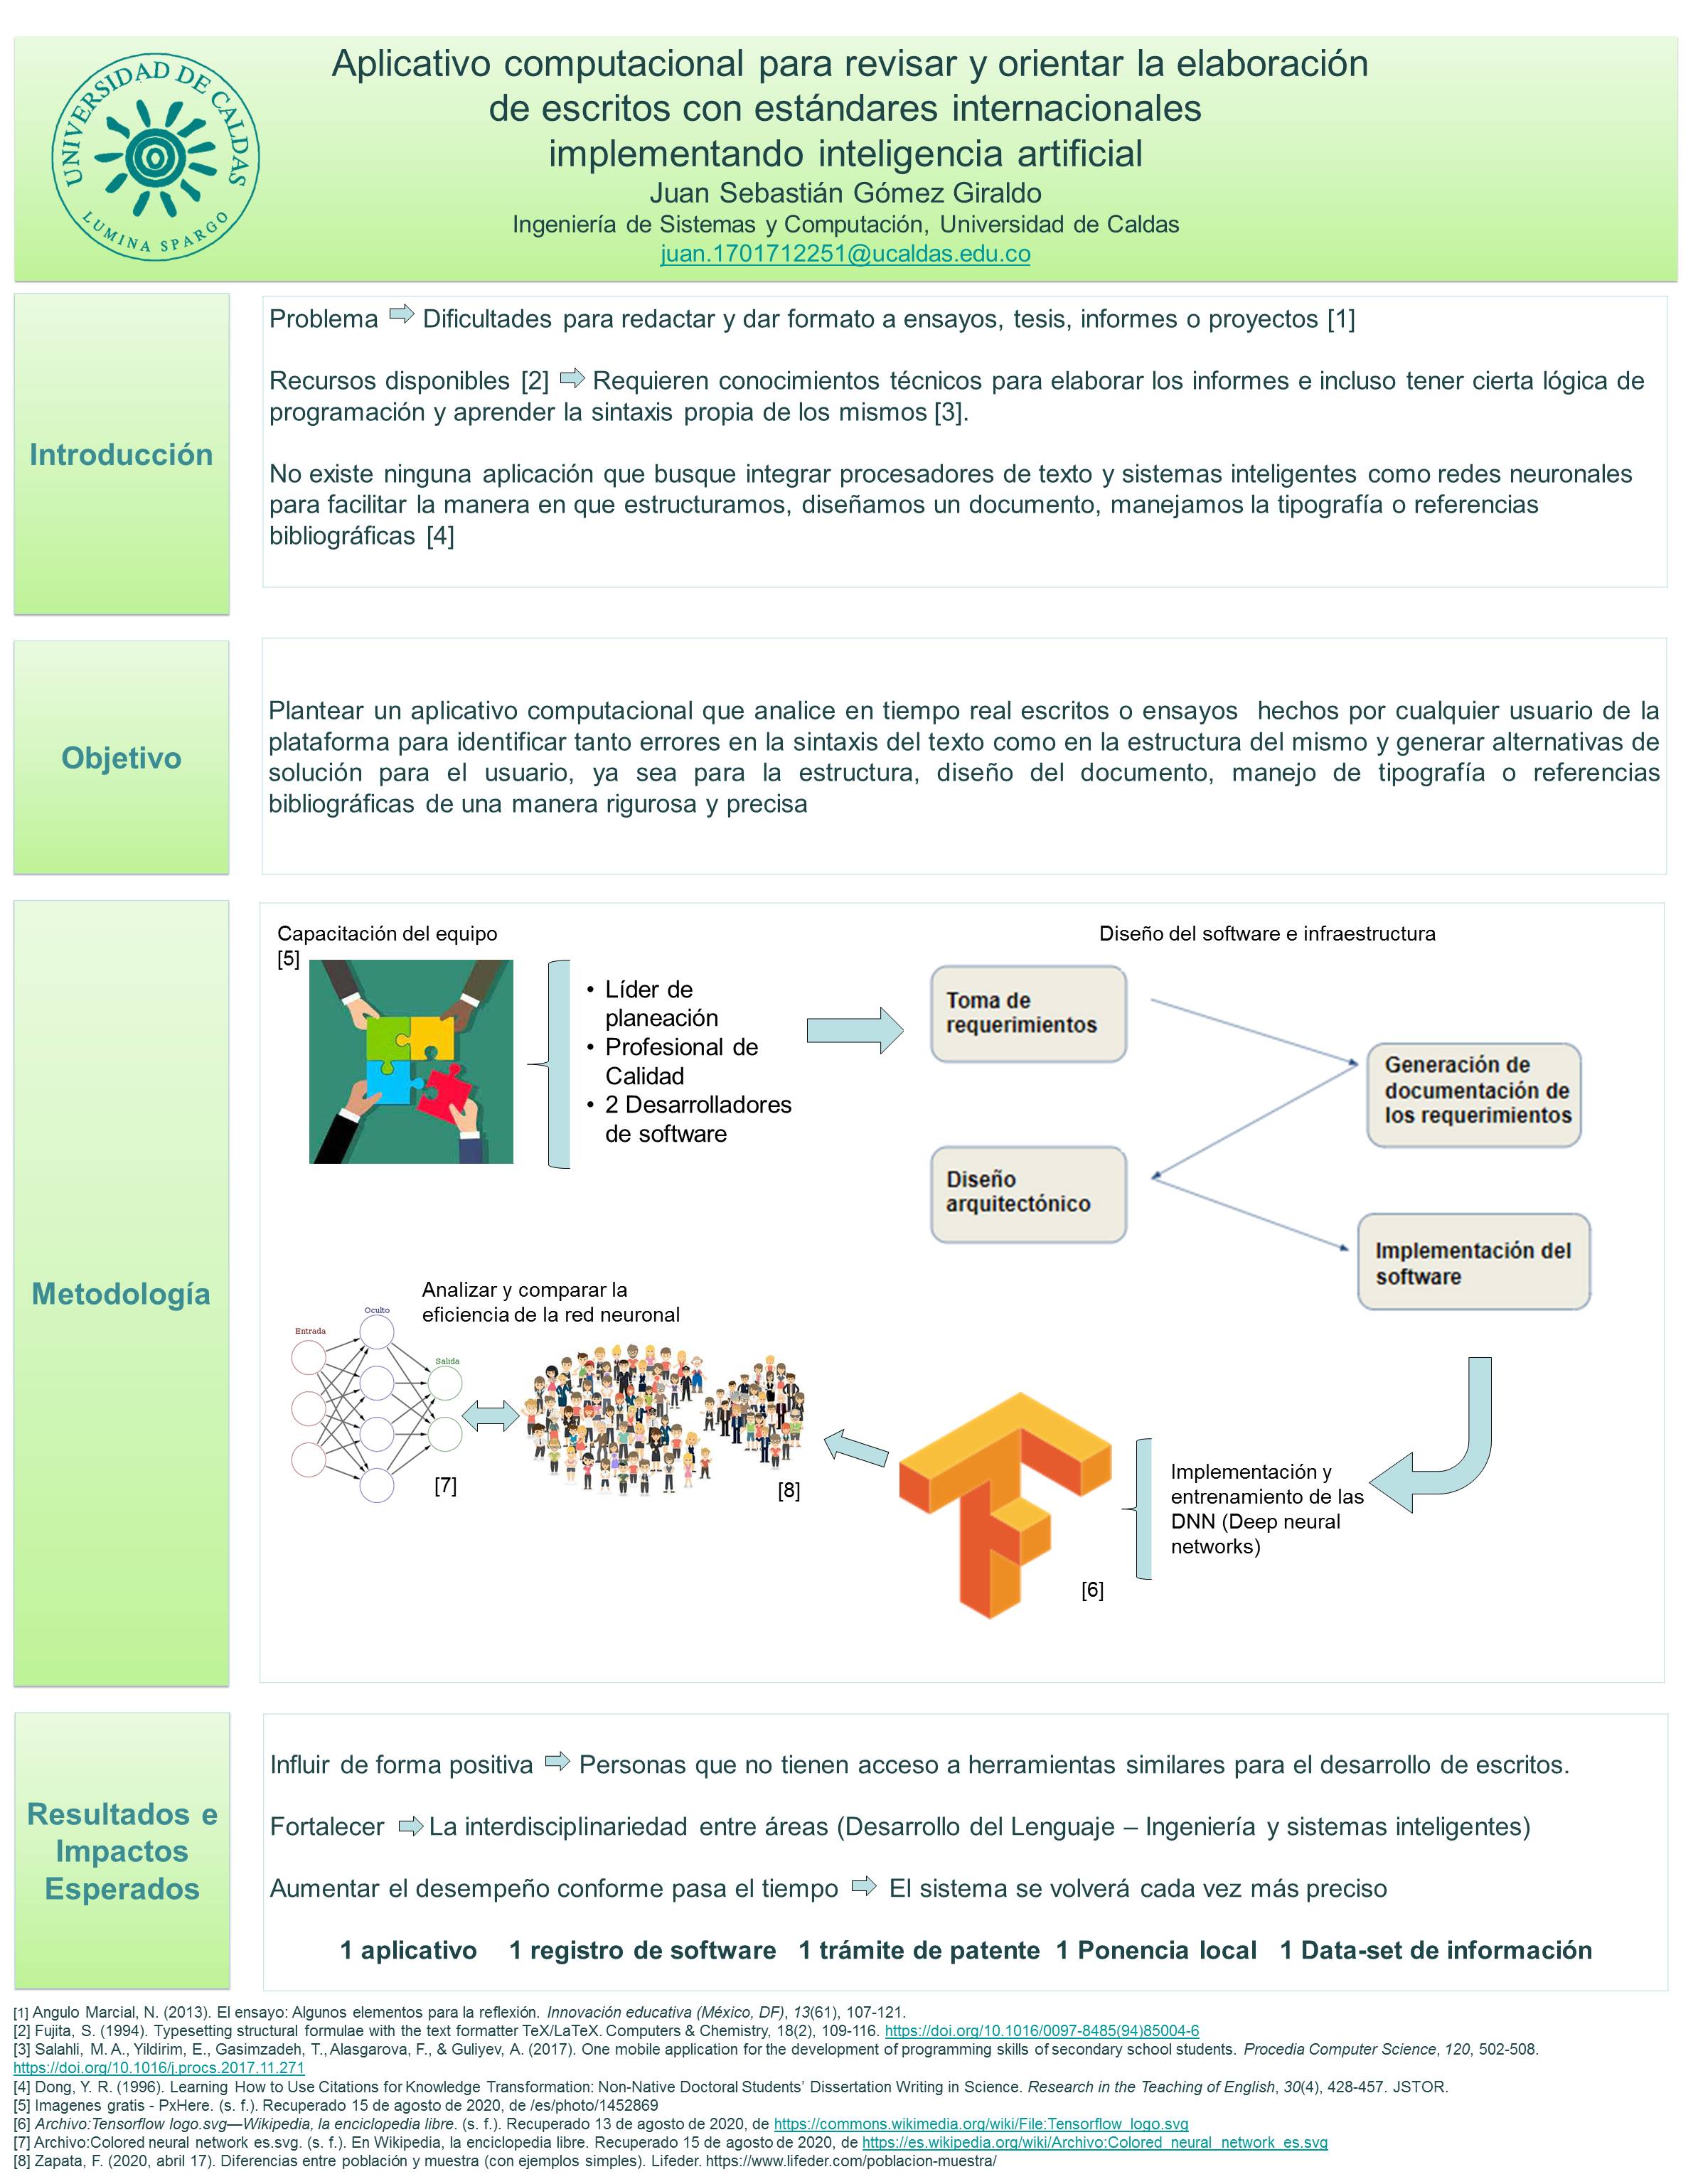 UNIVERSIDAD DE CALDAS
LUMINA SPARGO
Aplicativo computacional para revisar y orientar la elaboración
de escritos con estándares internacionales
implementando inteligencia artificial
Juan Sebastián Gómez Giraldo
Ingeniería de Sistemas y Computación, Universidad de Caldas
juan.1701712251@ucaldas.edu.co
Introducción
Problema Dificultades para redactar y dar formato a ensayos, tesis, informes o proyectos [1]
Recursos disponibles [2] Requieren conocimientos técnicos para elaborar los informes e incluso tener cierta lógica de
programación y aprender la sintaxis propia de los mismos [3].
No existe ninguna aplicación que busque integrar procesadores de texto y sistemas inteligentes como redes neuronales
para facilitar la manera en que estructuramos, diseñamos un documento, manejamos la tipografía o referencias
bibliográficas [4]
Objetivo
Plantear un aplicativo computacional que analice en tiempo real escritos o ensayos hechos por cualquier usuario de la
plataforma para identificar tanto errores en la sintaxis del texto como en la estructura del mismo y generar alternativas de
solución para el usuario, ya sea para la estructura, diseño del documento, manejo de tipografía o referencias
bibliográficas de una manera rigurosa y precisa
Metodología
Capacitación del equipo
[5]
• Líder de
planeación
• Profesional de
Calidad
• 2 Desarrolladores
de software
Diseño del software e infraestructura
Toma de
requerimientos
Generación de
documentación de
los requerimientos
Diseño
arquitectónico
Implementación del
software
Analizar y comparar la
eficiencia de la red neuronal
Oculto
Entrada
Salida
[7]
[8]
Implementación y
entrenamiento de las
DNN (Deep neural
networks)
[6]
Resultados e
Impactos
Esperados
Influir de forma positiva Personas que no tienen acceso a herramientas similares para el desarrollo de escritos.
Fortalecer La interdisciplinariedad entre áreas (Desarrollo del Lenguaje – Ingeniería y sistemas inteligentes)
Aumentar el desempeño conforme pasa el tiempo El sistema se volverá cada vez más preciso
1 aplicativo 1 registro de software 1 trámite de patente 1 Ponencia local 1 Data-set de información
[1] Angulo Marcial, N. (2013). El ensayo: Algunos elementos para la reflexión. Innovación educativa (México, DF), 13(61), 107-121.
[2] Fujita, S. (1994). Typesetting structural formulae with the text formatter TeX/LaTeX. Computers & Chemistry, 18(2), 109-116. https://doi.org/10.1016/0097-8485(94)85004-6
[3] Salahli, M. A., Yildirim, E., Gasimzadeh, T., Alasgarova, F., & Guliyev, A. (2017). One mobile application for the development of programming skills of secondary school students. Procedia Computer Science, 120, 502-508.
https://doi.org/10.1016/j.procs.2017.11.271
[4] Dong, Y. R. (1996). Learning How to Use Citations for Knowledge Transformation: Non-Native Doctoral Students’ Dissertation Writing in Science. Research in the Teaching of English, 30(4), 428-457. JSTOR.
[5] Imagenes gratis - PxHere. (s. f.). Recuperado 15 de agosto de 2020, de /es/photo/1452869
[6] Archivo:Tensorflow logo.svg—Wikipedia, la enciclopedia libre. (s. f.). Recuperado 13 de agosto de 2020, de https://commons.wikimedia.org/wiki/File:Tensorflow_logo.svg
[7] Archivo:Colored neural network es.svg. (s. f.). En Wikipedia, la enciclopedia libre. Recuperado 15 de agosto de 2020, de https://es.wikipedia.org/wiki/Archivo:Colored_neural_network_es.svg
[8] Zapata, F. (2020, abril 17). Diferencias entre población y muestra (con ejemplos simples). Lifeder. https://www.lifeder.com/poblacion-muestra/